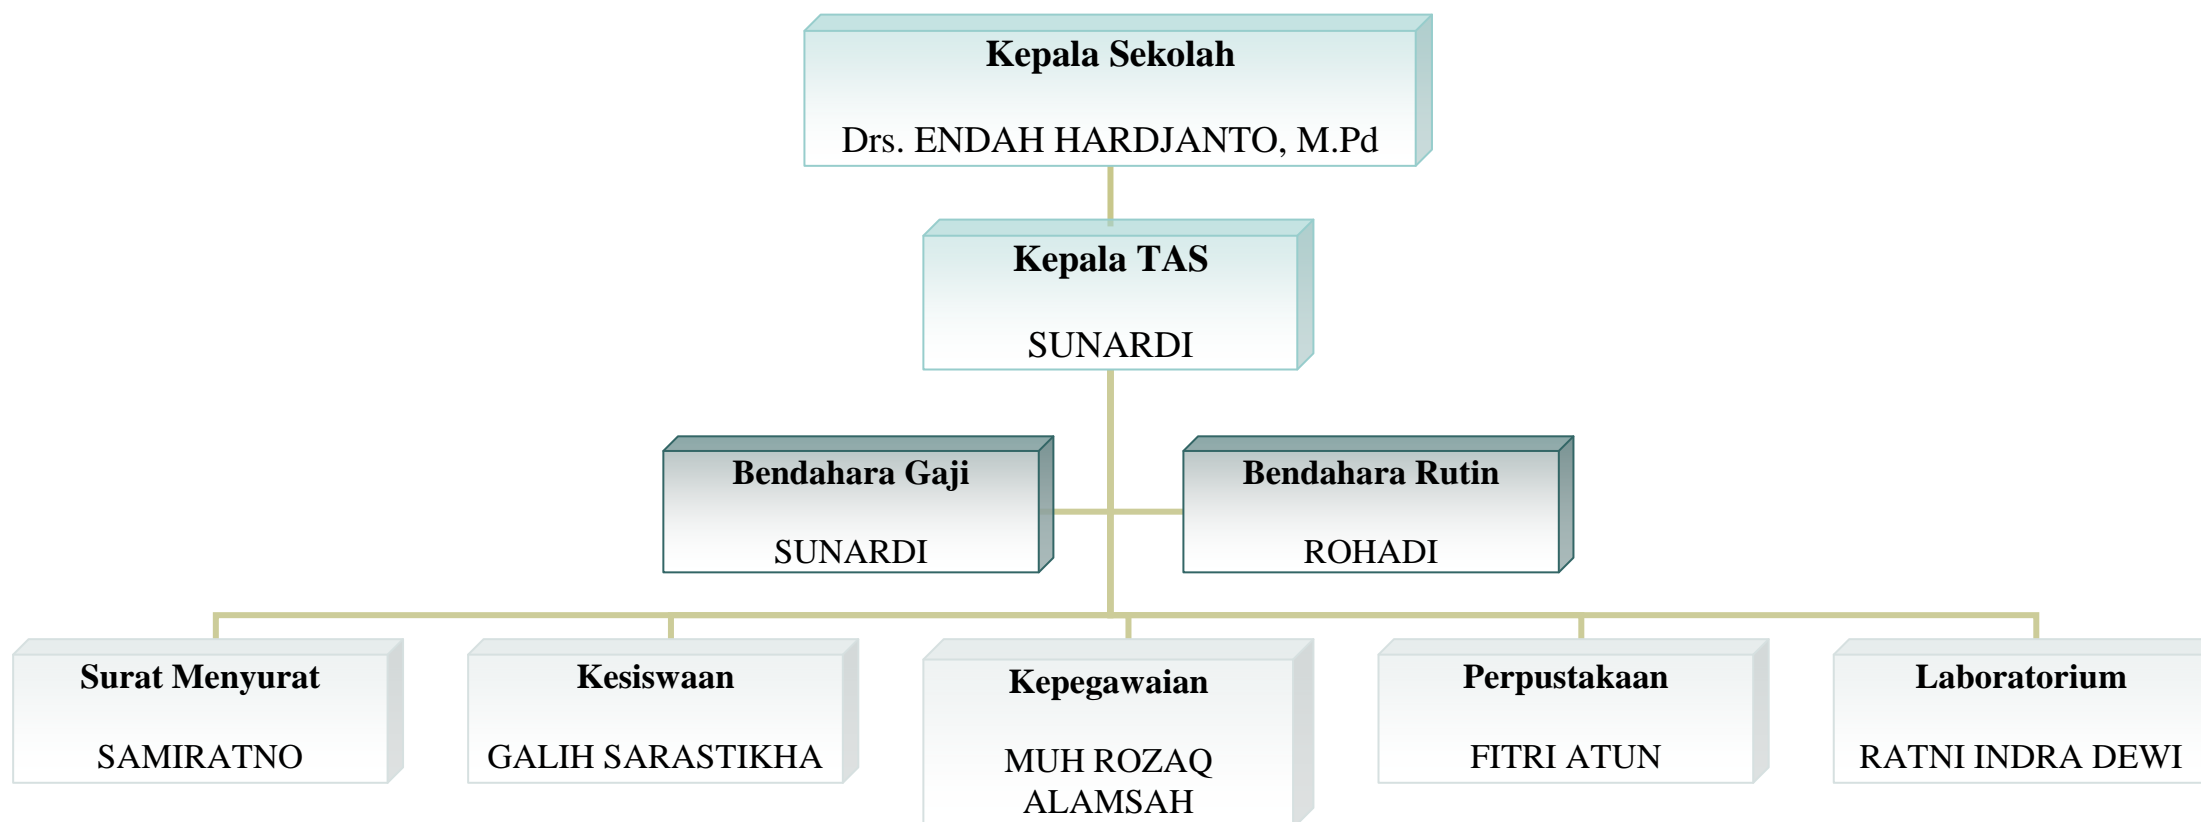 Kepala Sekolah
Drs. ENDAH HARDJANTO, M.Pd
Kepala TAS
SUNARDI
Bendahara Gaji
SUNARDI
Bendahara Rutin
ROHADI
Surat Menyurat
SAMIRATNO
Kesiswaan
GALIH SARASTIKHA
Kepegawaian
MUH ROZAQ
ALAMSAH
Perpustakaan
FITRI ATUN
Laboratorium
RATNI INDRA DEWI